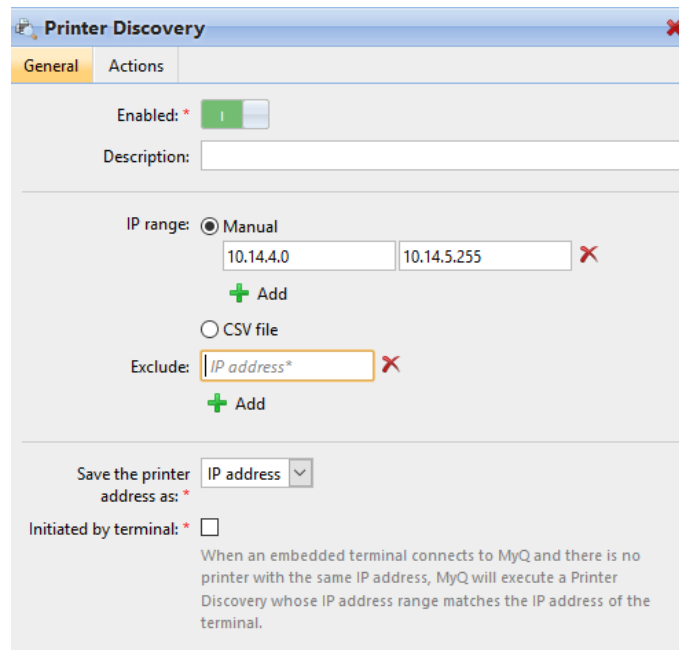 Printer Discovery
General Actions
Enabled: *
Description:
IP range: Manual
10.14.4.0 10.14.5.255
Add
CSV file
Exclude: IP address*
Add
Save the printer address as: * IP address
Initiated by terminal: *
When an embedded terminal connects to MyQ and there is no
printer with the same IP address, MyQ will execute a Printer
Discovery whose IP address range matches the IP address of the
terminal.